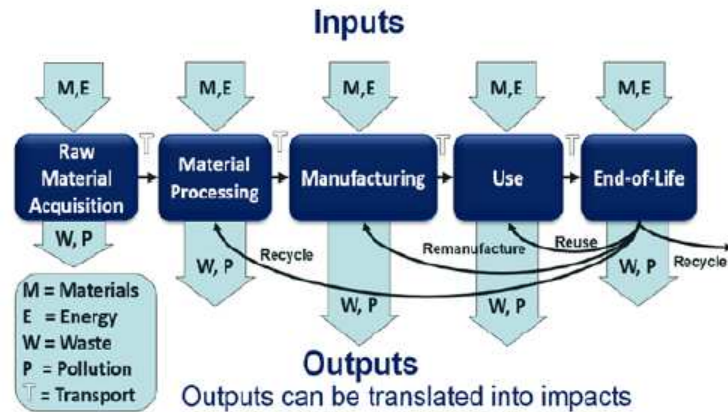 Inputs
M,E
M,E
M,E
M,E
M,E
Raw
Material
Acquisition
T
Material
Processing
T
Manufacturing
T
Use
T
End-of-Life
W, P
W, P
W, P
W, P
W, P
Recycle
Remanufacture
Reuse
Recycle
M = Materials
E = Energy
W = Waste
P = Pollution
T = Transport
Outputs
Outputs can be translated into impacts